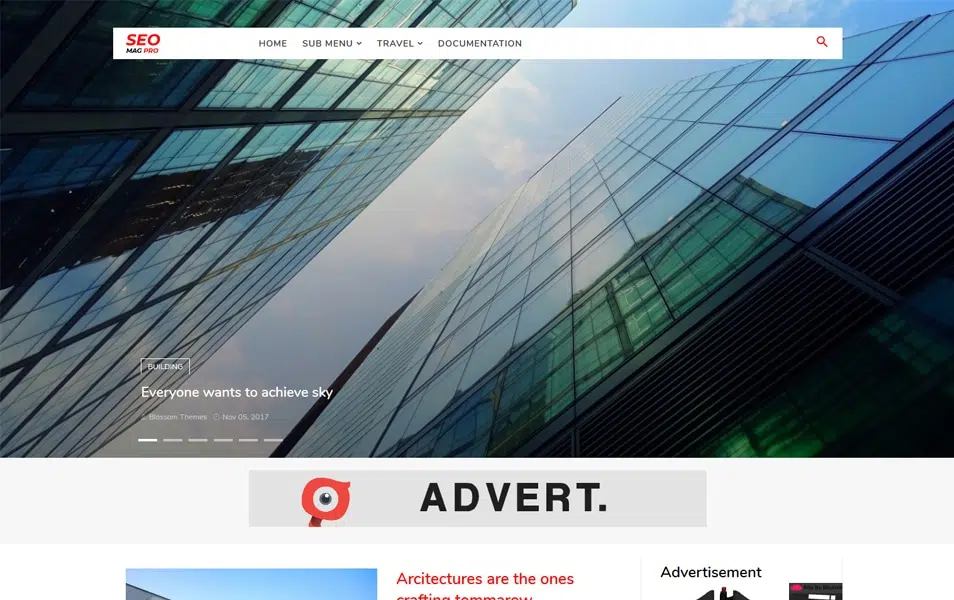 SEO
MAG PRO
HOME SUB MENU TRAVEL DOCUMENTATION
BUILDING
Everyone wants to achieve sky
Blossom Themes Nov 05, 2017
ADVERT.
Arcitectures are the ones
crafting tommarow
Advertisement